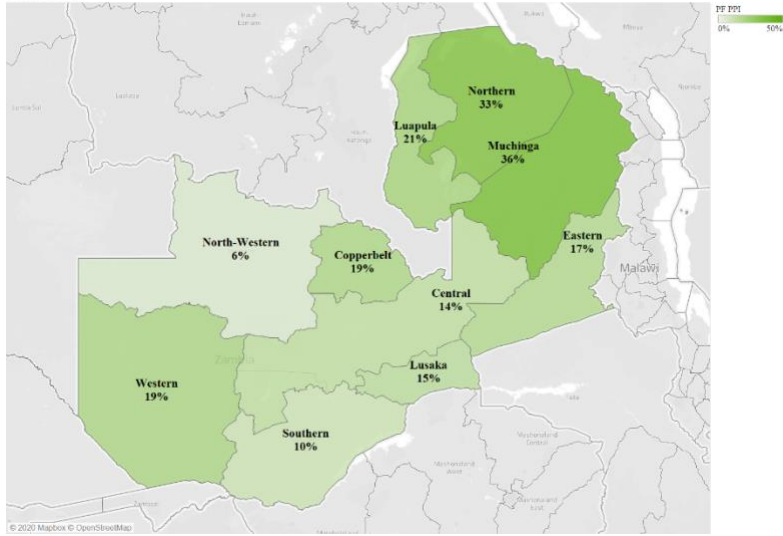 PF PPI
0%
50%
Northern
33%
Luapula
21%
Muchinga
36%
North-Western
6%
Copperbelt
19%
Eastern
17%
Malawi
Central
14%
Zambia
Western
19%
Lusaka
15%
Southern
10%
© 2020 Mapbox © OpenStreetMap